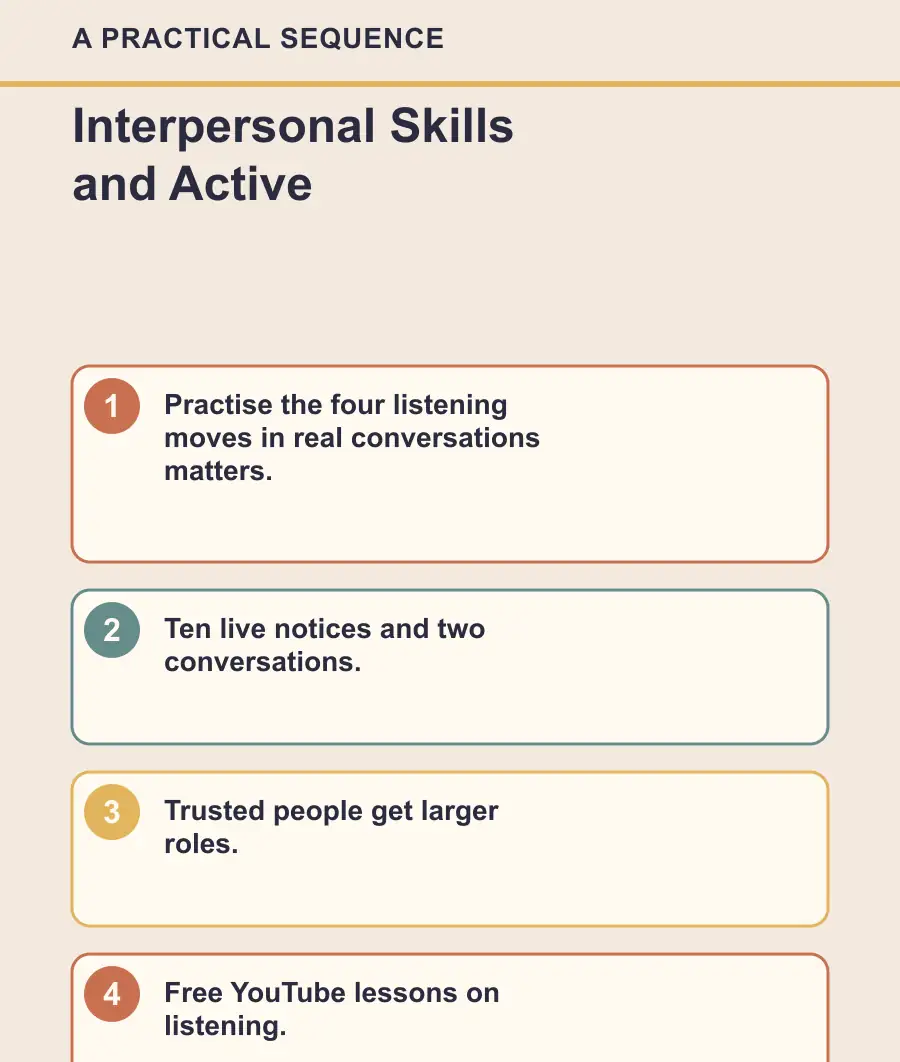 A PRACTICAL SEQUENCE
Interpersonal Skills
and Active
1
Practise the four listening
moves in real conversations
matters.
2
Ten live notices and two
conversations.
3
Trusted people get larger
roles.
4
Free YouTube lessons on
listening.